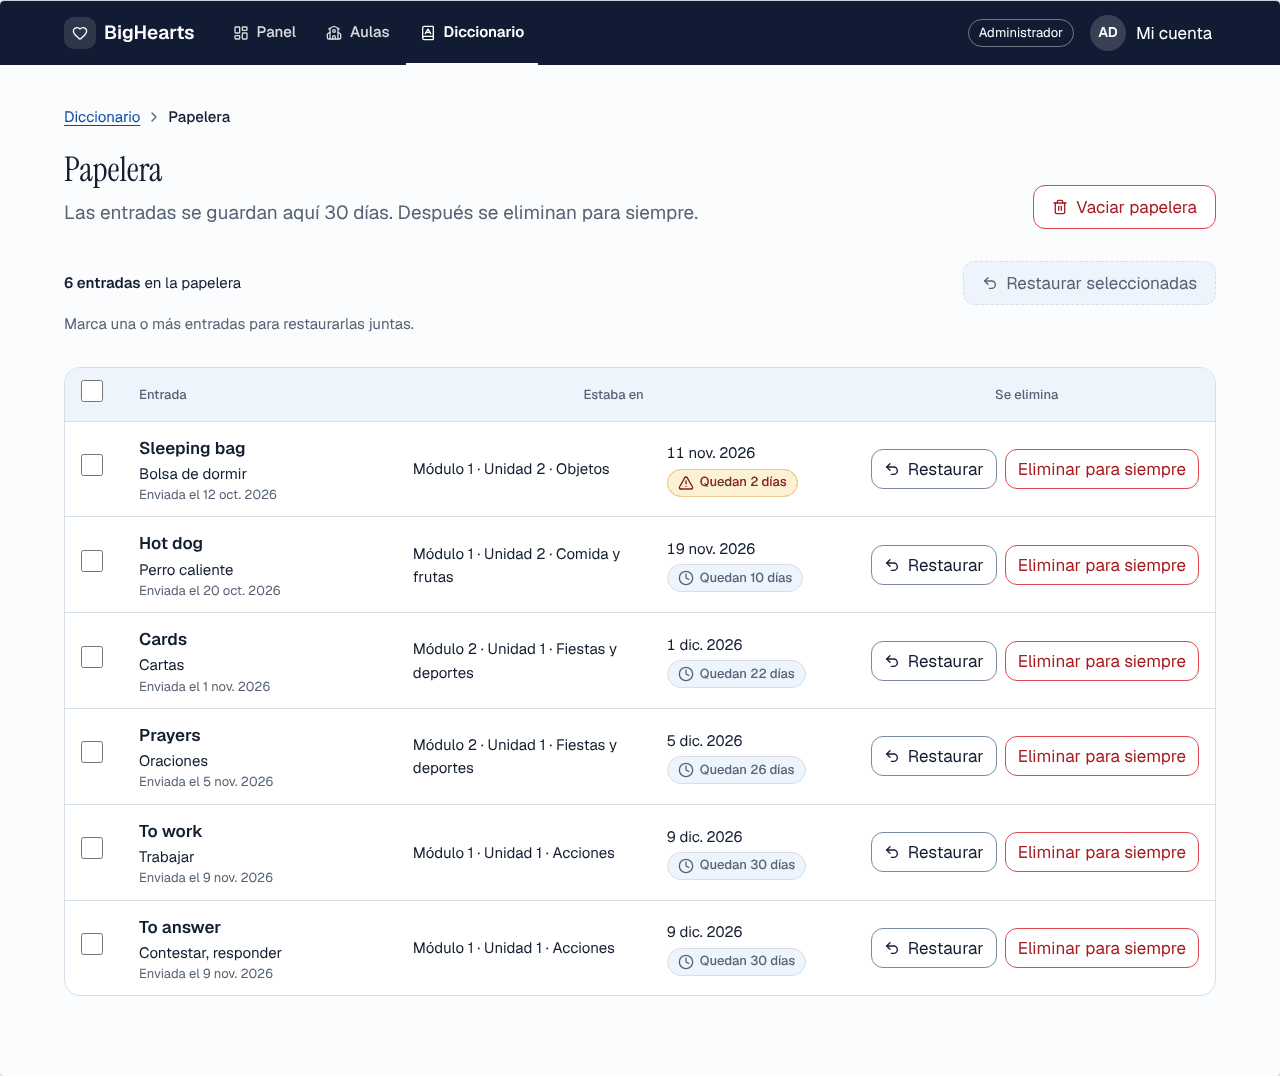 BigHearts
Panel
Aulas
Diccionario
Administrador
AD
Mi cuenta
Diccionario > Papelera
Papelera
Las entradas se guardan aquí 30 días. Después se eliminan para siempre.
Vaciar papelera
6 entradas en la papelera
Restaurar seleccionadas
Marca una o más entradas para restaurarlas juntas.
Entrada
Estaba en
Se elimina
Sleeping bag
Bolsa de dormir
Enviada el 12 oct. 2026
Módulo 1 · Unidad 2 · Objetos
11 nov. 2026
Quedan 2 días
Restaurar
Eliminar para siempre
Hot dog
Perro caliente
Enviada el 20 oct. 2026
Módulo 1 · Unidad 2 · Comida y
frutas
19 nov. 2026
Quedan 10 días
Restaurar
Eliminar para siempre
Cards
Cartas
Enviada el 1 nov. 2026
Módulo 2 · Unidad 1 · Fiestas y
deportes
1 dic. 2026
Quedan 22 días
Restaurar
Eliminar para siempre
Prayers
Oraciones
Enviada el 5 nov. 2026
Módulo 2 · Unidad 1 · Fiestas y
deportes
5 dic. 2026
Quedan 26 días
Restaurar
Eliminar para siempre
To work
Trabajar
Enviada el 9 nov. 2026
Módulo 1 · Unidad 1 · Acciones
9 dic. 2026
Quedan 30 días
Restaurar
Eliminar para siempre
To answer
Contestar, responder
Enviada el 9 nov. 2026
Módulo 1 · Unidad 1 · Acciones
9 dic. 2026
Quedan 30 días
Restaurar
Eliminar para siempre